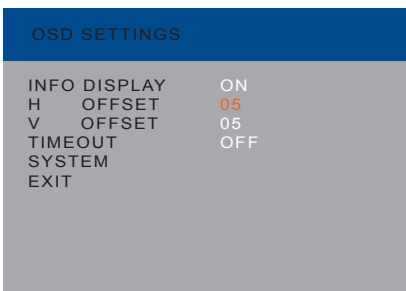 OSD SETTINGS
INFO DISPLAY ON
H OFFSET 05
V OFFSET 05
TIMEOUT OFF
SYSTEM
EXIT